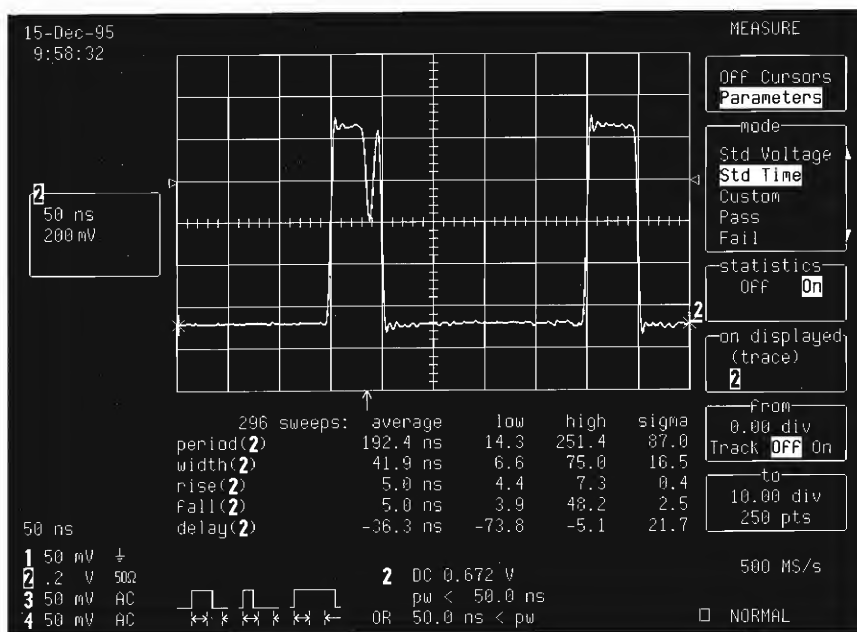 15-Dec-95
9:58:32
2
50 ns
200 mV
2
MEASURE
Off Cursors
Parameters
mode
Std Voltage
Std Time
Custom
Pass
Fail
statistics
Off On
on displayed
(trace)
2
from
0.00 div
Track Off On
to
10.00 div
250 pts
296 sweeps: average low high sigma
period(2) 192.4 ns 14.3 251.4 87.0
width(2) 41.9 ns 6.6 75.0 16.5
rise(2) 5.0 ns 4.4 7.3 0.4
fall(2) 5.0 ns 3.9 48.2 2.5
delay(2) -36.3 ns -73.8 -5.1 21.7
50 ns
1 50 mV
2 .2 V 50Ω
3 50 mV AC
4 50 mV AC
2 DC 0.672 V
pw < 50.0 ns
OR 50.0 ns < pw
500 MS/s
NORMAL